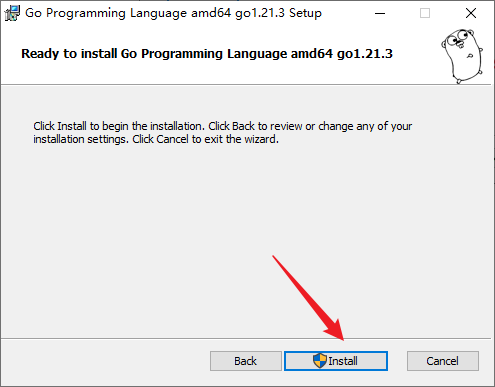 Go Programming Language amd64 go1.21.3 Setup
Ready to install Go Programming Language amd64 go1.21.3
Click Install to begin the installation. Click Back to review or change any of your
installation settings. Click Cancel to exit the wizard.
Back
Install
Cancel